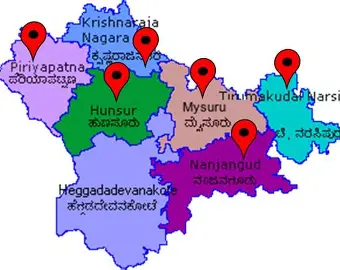 Krishnaraja
Nagara
ಕೃಷ್ಣರಾಜನಗರ
Piriyapatna
ಪಿರಿಯಾಪಟ್ಟಣ
Hunsur
ಹುಣಸೂರು
Mysuru
ಮೈಸೂರು
Tirumakudal Narsi
ಟಿ. ನರಸೀಪುರ
Nanjangud
ನಂಜನಗೂಡು
Heggadadevanakote
ಹೆಗ್ಗಡದೇವನಕೋಟೆ